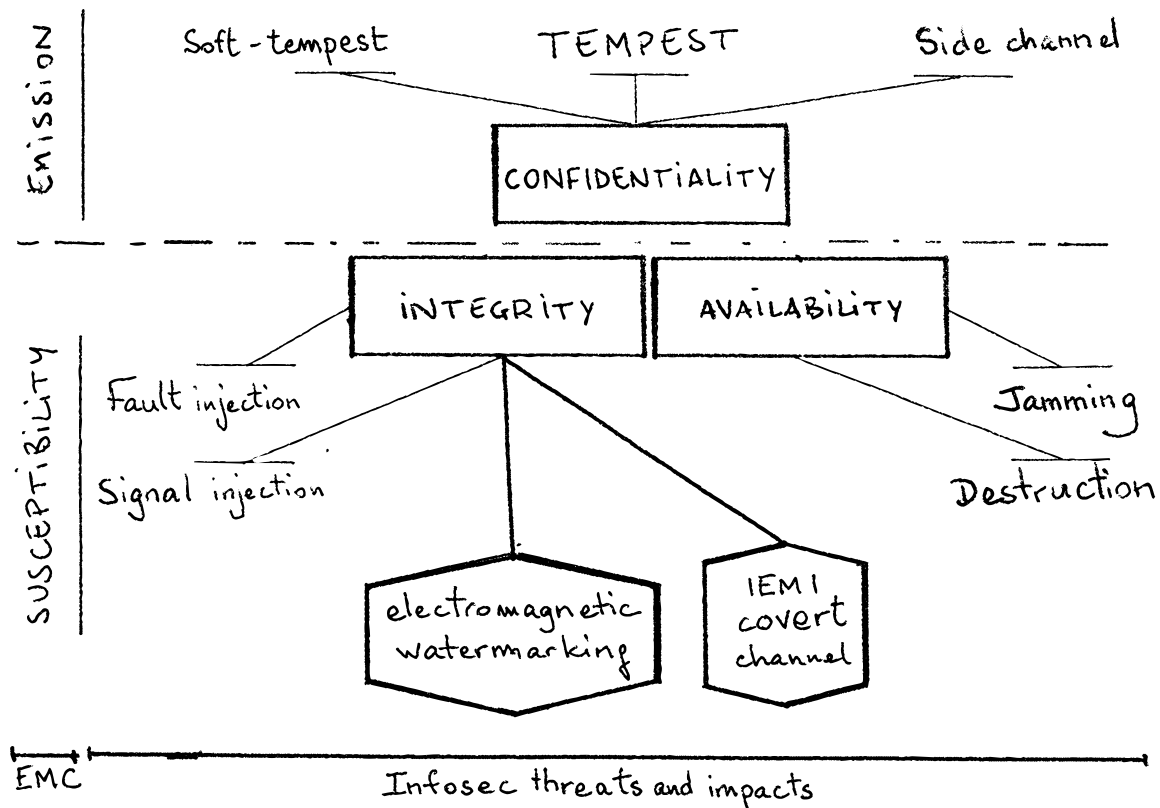 Emission
Soft-tempest
TEMPEST
Side channel
CONFIDENTIALITY
SUSCEPTIBILITY
INTEGRITY
AVAILABILITY
Fault injection
Jamming
Signal injection
Destruction
electromagnetic
watermarking
IEMI
covert
channel
EMC
Infosec threats and impacts